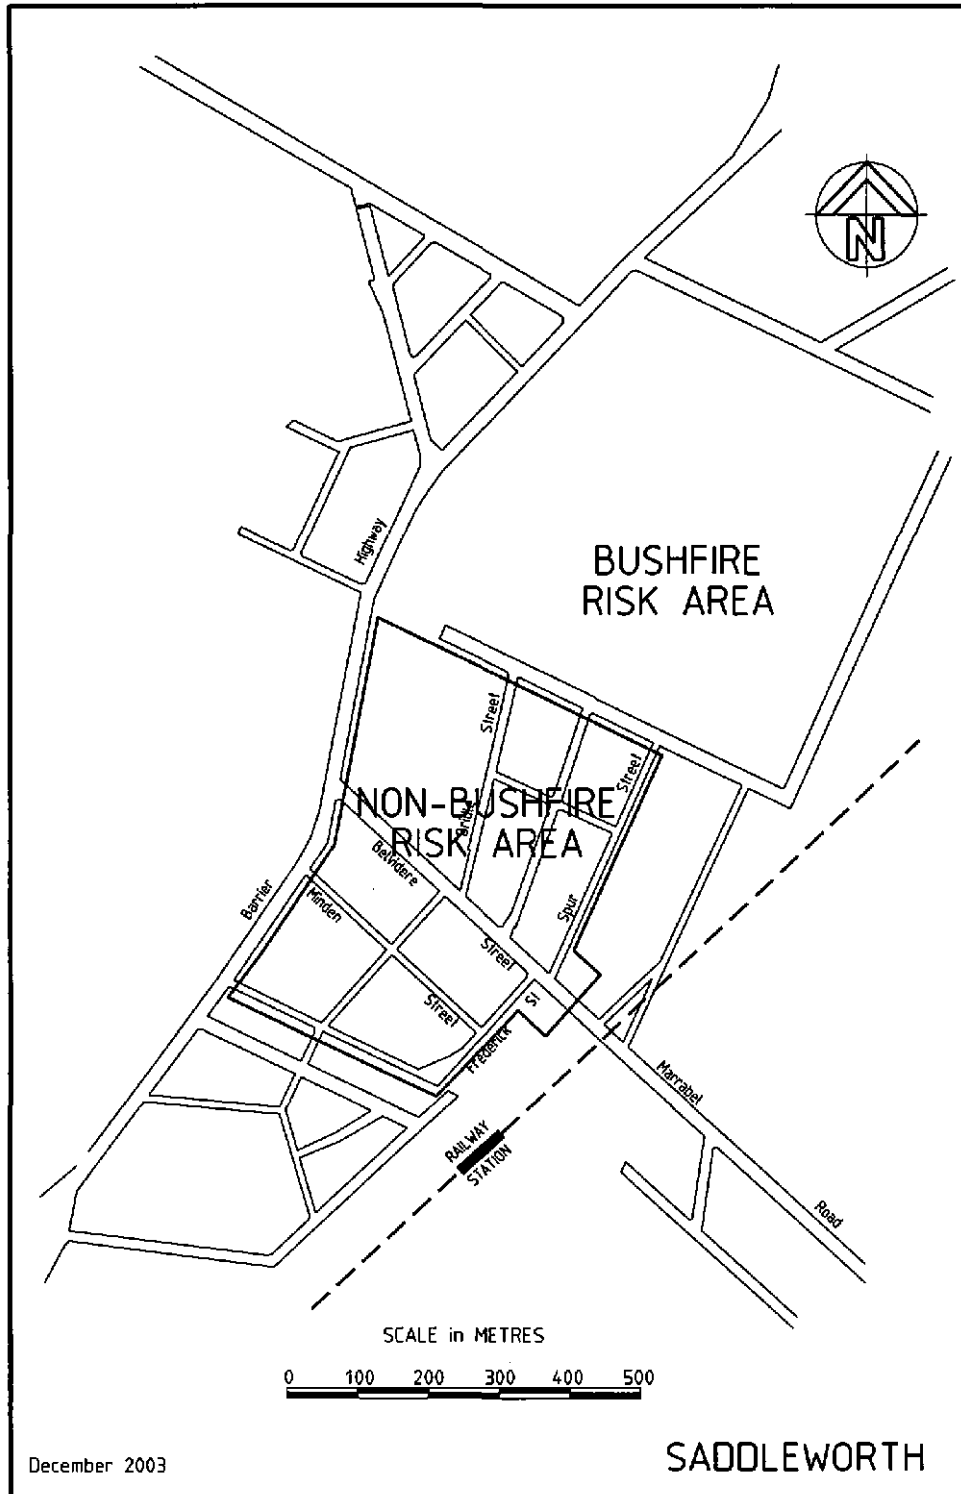 N
Highway
BUSHFIRE
RISK AREA
Street
Street
NON-BUSHFIRE
RISK AREA
Belvidere
Barrier
Minden
Spur
Street
Street
St
Frederick
Marrabel
RAILWAY
STATION
Road
SCALE in METRES
0 100 200 300 400 500
December 2003
SADDLEWORTH